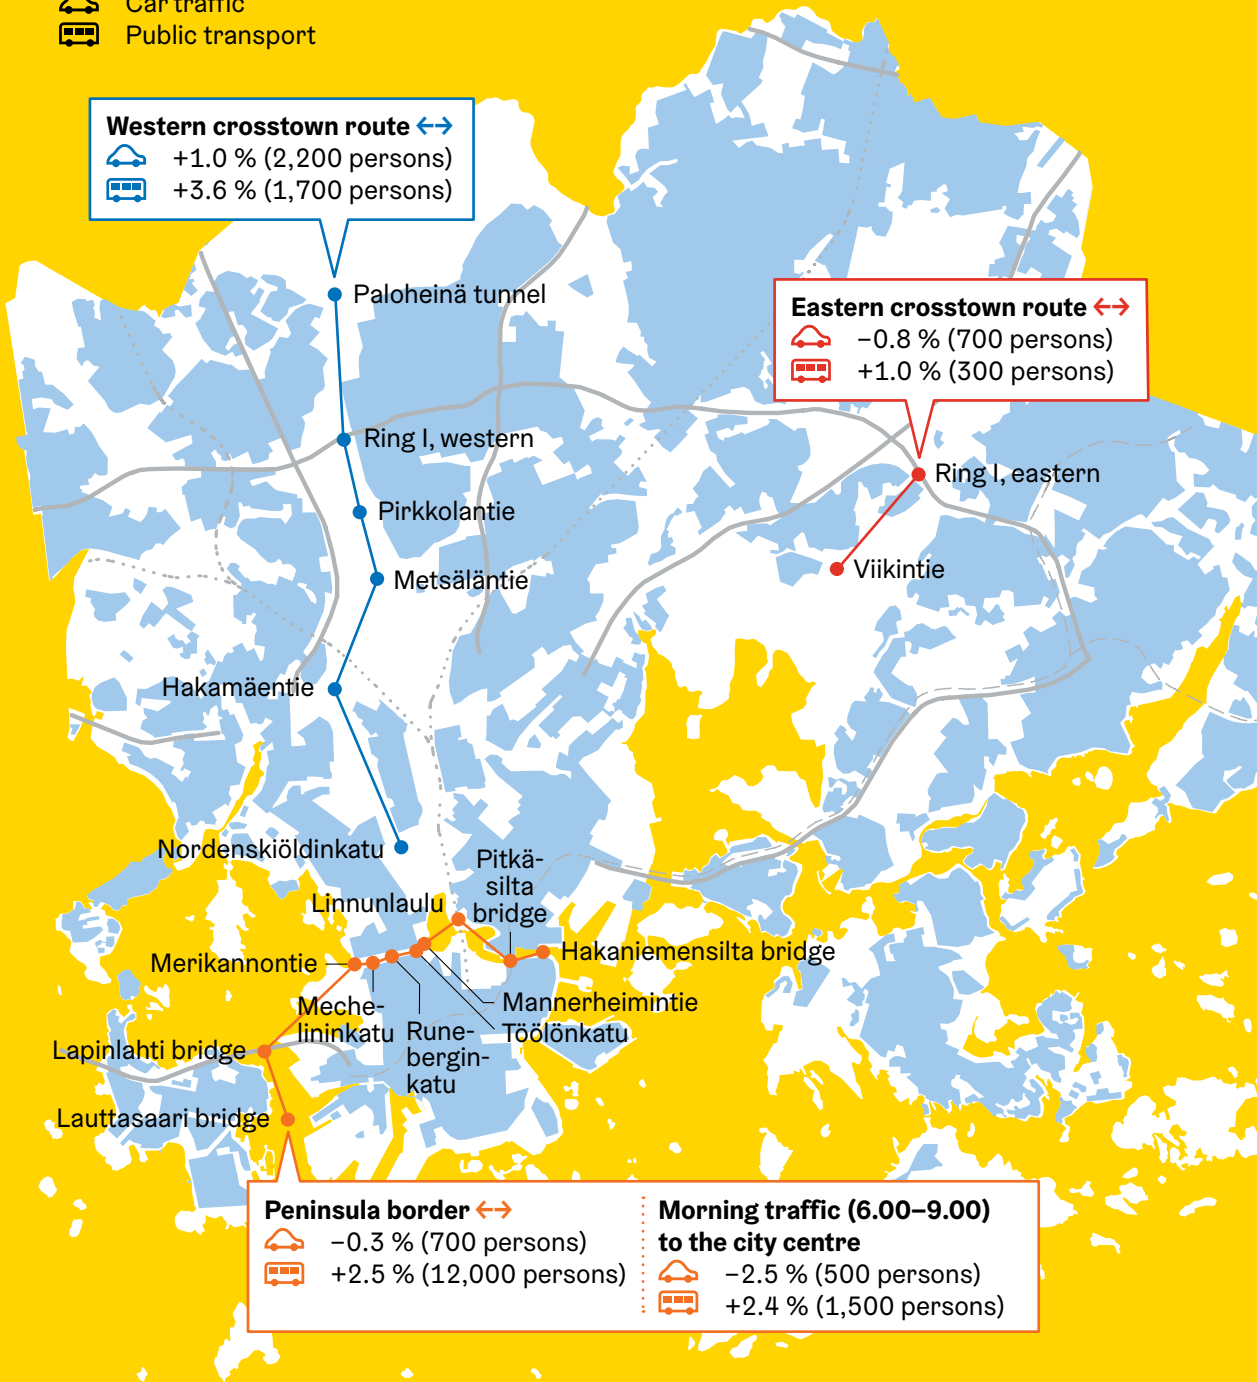 Car traffic
Public transport
Western crosstown route ←→
+1.0 % (2,200 persons)
+3.6 % (1,700 persons)
Paloheinä tunnel
Eastern crosstown route ←→
−0.8 % (700 persons)
+1.0 % (300 persons)
Ring I, western
Ring I, eastern
Pirkkolantie
Viikintie
Metsäläntie
Hakamäentie
Nordenskiöldinkatu
Pitkä-
silta
bridge
Linnunlaulu
Hakaniemensilta bridge
Merikannontie
Meche-
lininkatu
Mannerheimintie
Töölönkatu
Rune-
bergin-
katu
Lapinlahti bridge
Lauttasaari bridge
Peninsula border ←→
−0.3 % (700 persons)
+2.5 % (12,000 persons)
Morning traffic (6.00–9.00)
to the city centre
−2.5 % (500 persons)
+2.4 % (1,500 persons)